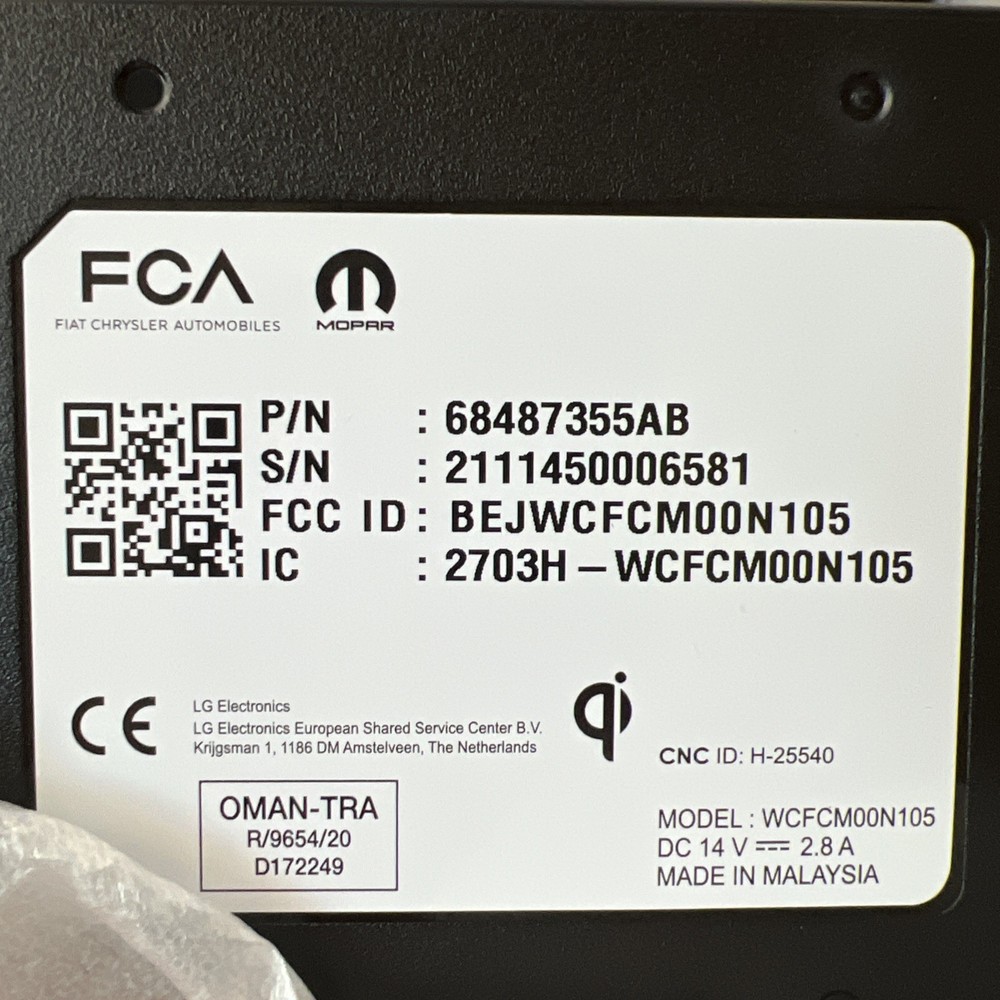 FCA
FIAT CHRYSLER AUTOMOBILES
MOPAR
P/N : 68487355AB
S/N : 2111450006581
FCC ID : BEJWCFCM00N105
IC : 2703H-WCFCM00N105
CE
LG Electronics
LG Electronics European Shared Service Center B.V.
Krijgsman 1, 1186 DM Amstelveen, The Netherlands
qi
CNC ID: H-25540
OMAN-TRA
R/9654/20
D172249
MODEL : WCFCM00N105
DC 14 V ⎓ 2.8 A
MADE IN MALAYSIA